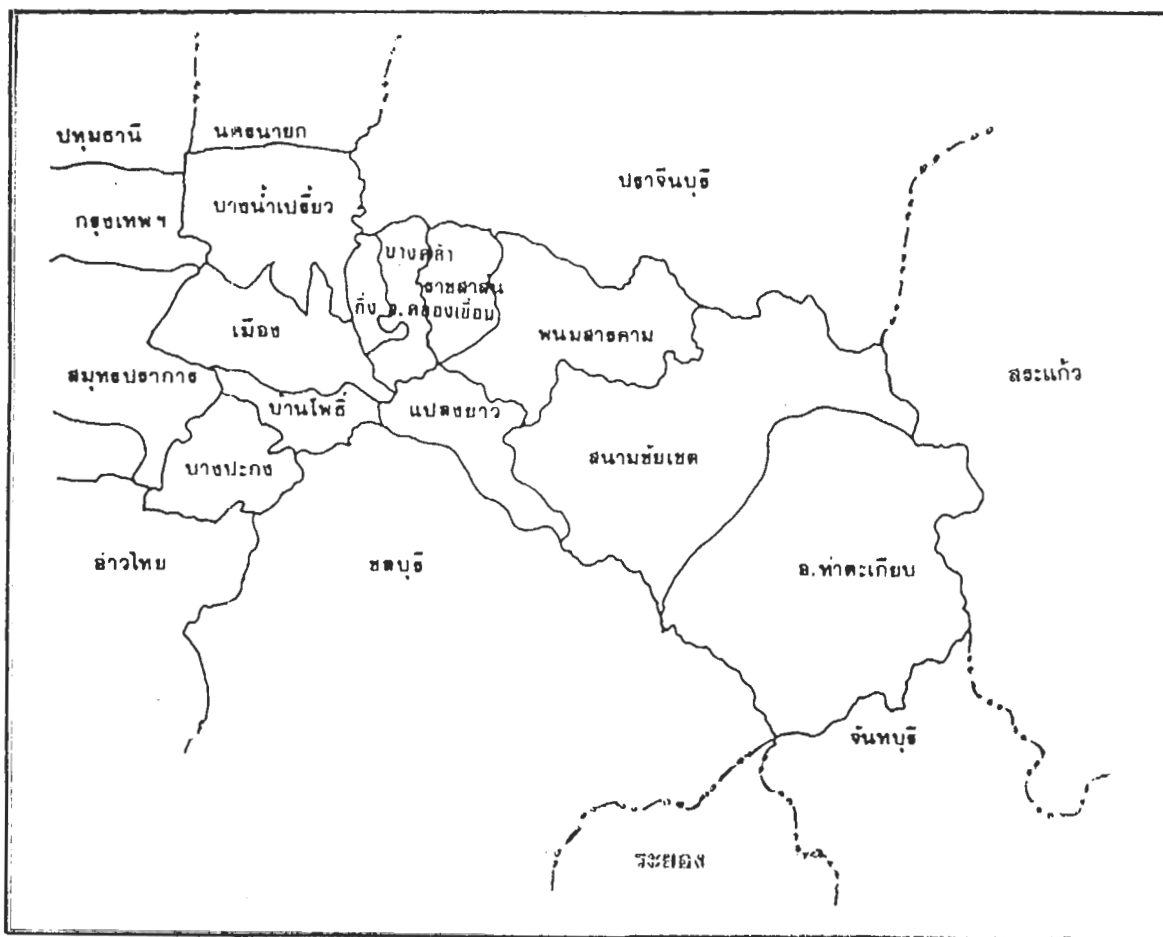 นครนายก
ปทุมธานี
ปราจีนบุรี
บางน้ำเปรี้ยว
กรุงเทพฯ
บางคล้า
ราชสาส์น
กิ่ง อ.คลองเขื่อน
เมือง
พนมสารคาม
สมุทรปราการ
สระแก้ว
บ้านโพธิ์
แปลงยาว
สนามชัยเขต
บางปะกง
อ่าวไทย
ชลบุรี
อ.ท่าตะเกียบ
จันทบุรี
ระยอง